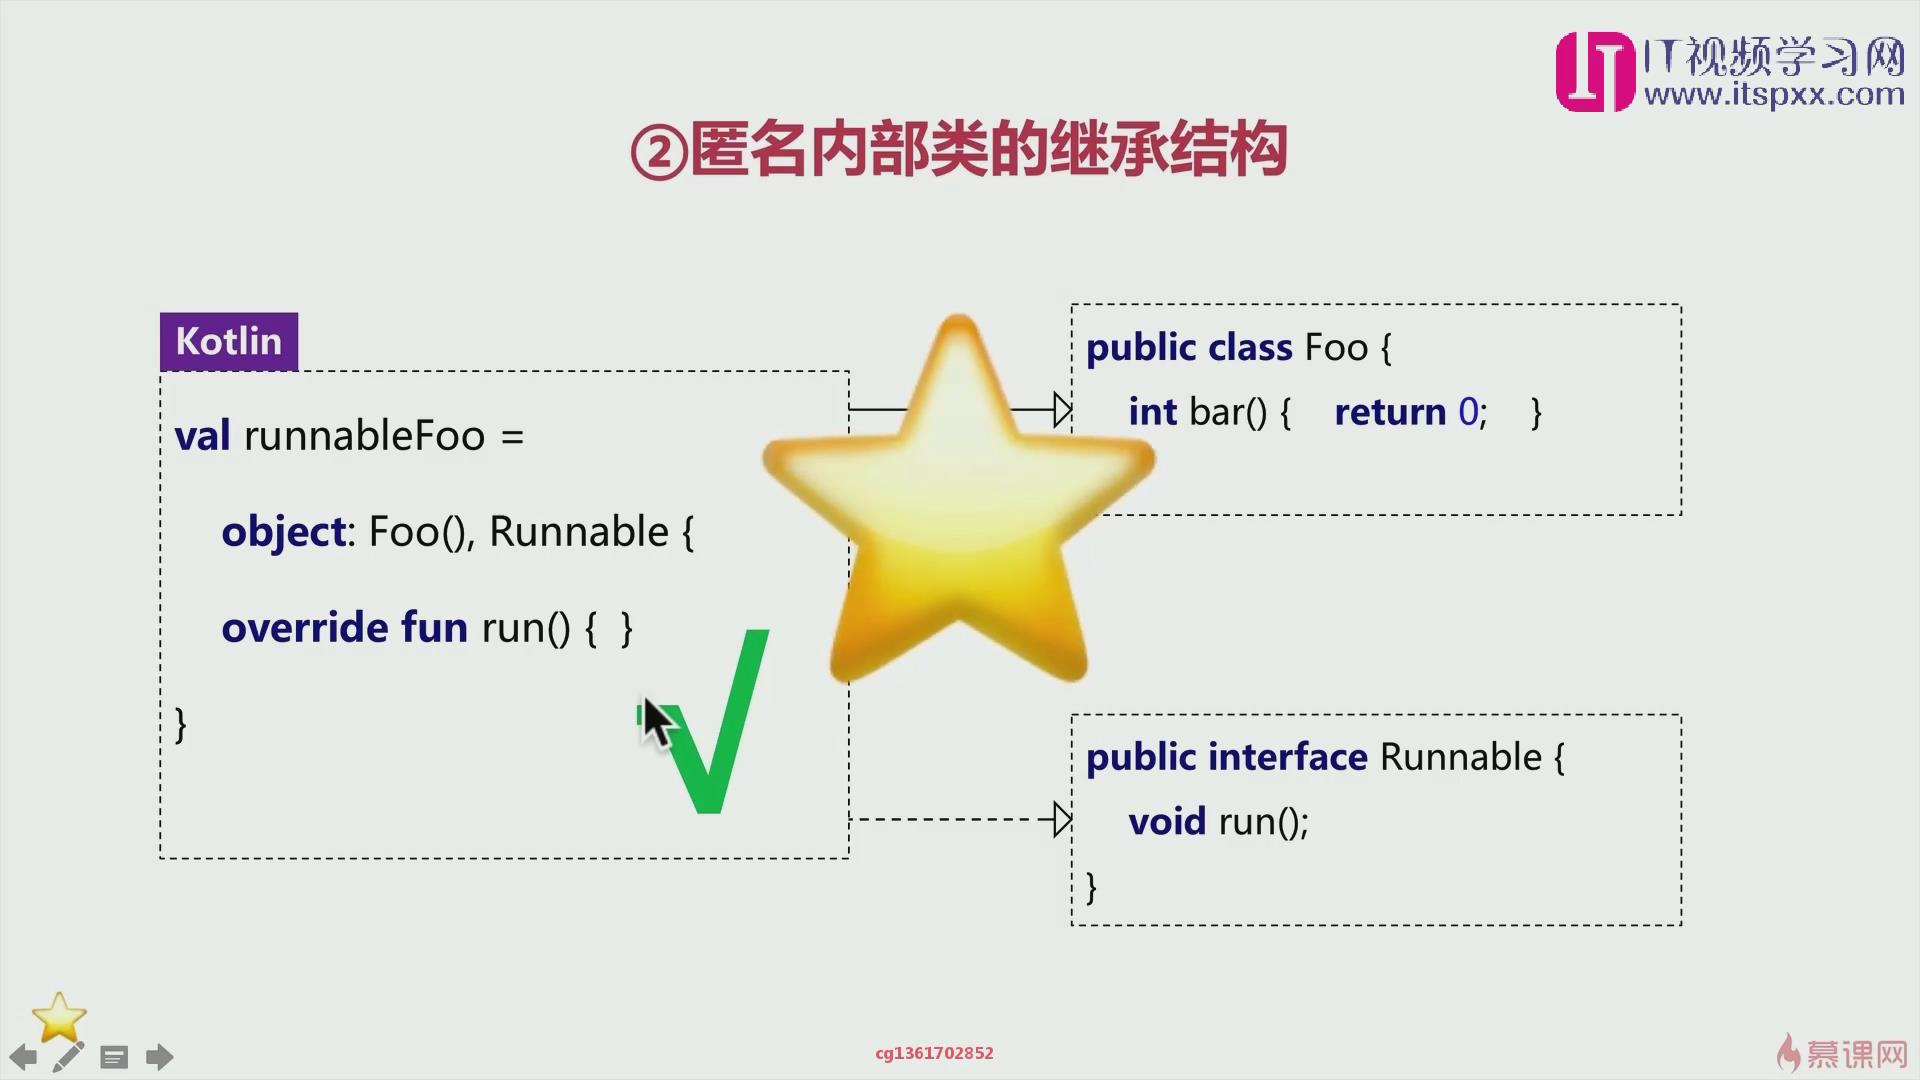 IT视频学习网
www.itspxx.com
②匿名内部类的继承结构
Kotlin
val runnableFoo =
object: Foo(), Runnable {
override fun run() { }
}
public class Foo {
int bar() { return 0; }
public interface Runnable {
void run();
}
cg1361702852
慕课网